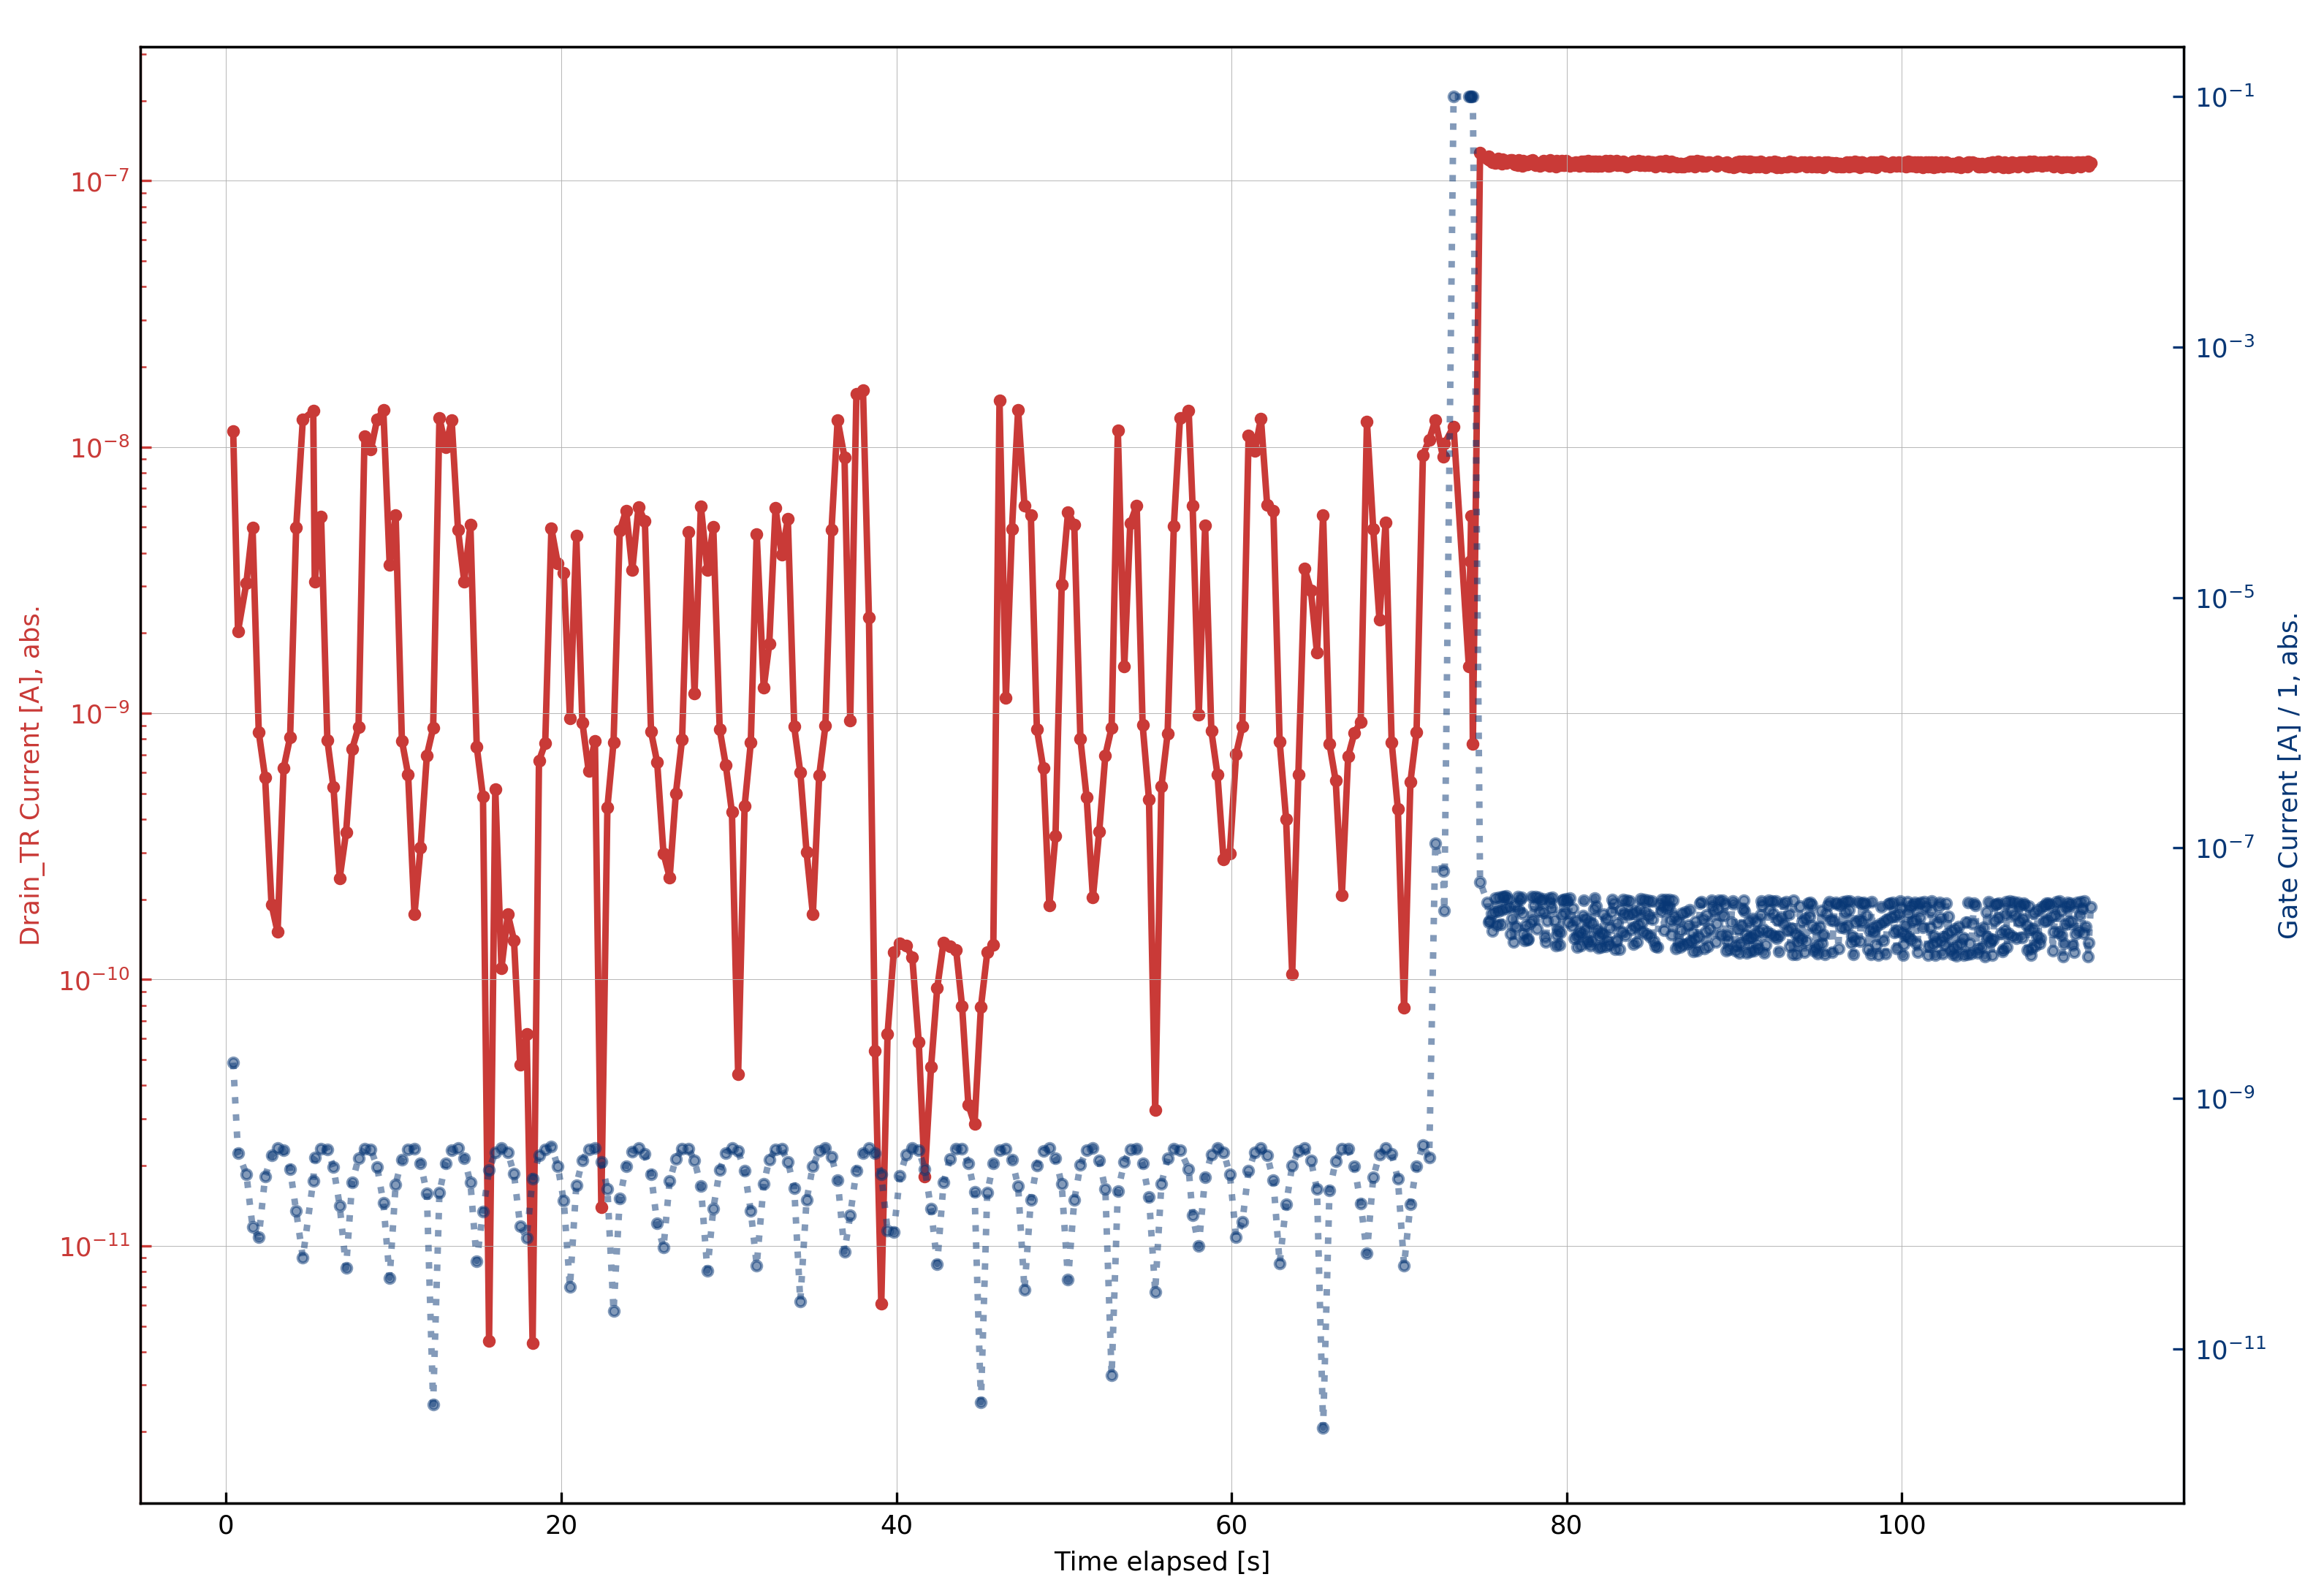 Drain_TR Current [A], abs.
10⁻⁷
10⁻⁸
10⁻⁹
10⁻¹⁰
10⁻¹¹
0 20 40 60 80 100
Time elapsed [s]
10⁻¹
10⁻³
10⁻⁵
10⁻⁷
10⁻⁹
10⁻¹¹
Gate Current [A] / 1, abs.